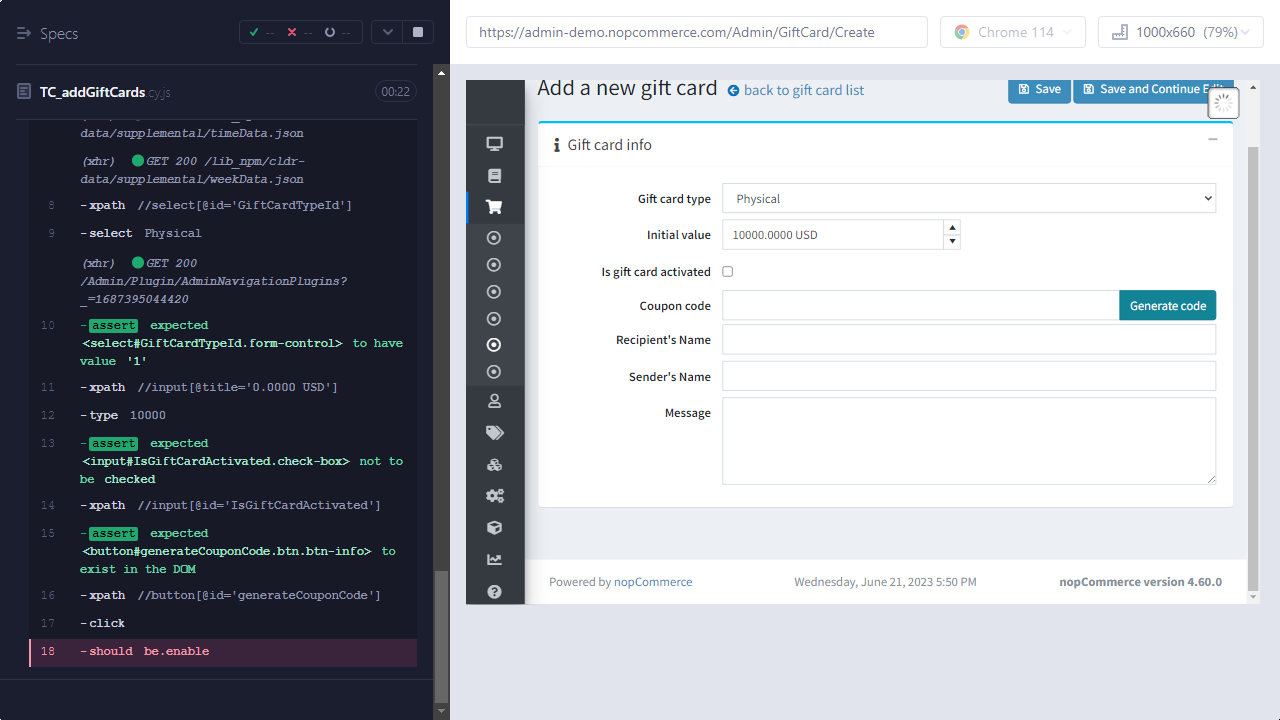 Specs
-- -- --
TC_addGiftCards.cy.js
00:22
data/supplemental/timeData.json
(xhr) GET 200 /lib_npm/cldr-
data/supplemental/weekData.json
8 -xpath //select[@id='GiftCardTypeId']
9 -select Physical
(xhr) GET 200
/Admin/Plugin/AdminNavigationPlugins?
_=1687395044420
10 -assert expected
<select#GiftCardTypeId.form-control> to have
value '1'
11 -xpath //input[@title='0.0000 USD']
12 -type 10000
13 -assert expected
<input#IsGiftCardActivated.check-box> not to
be checked
14 -xpath //input[@id='IsGiftCardActivated']
15 -assert expected
<button#generateCouponCode.btn.btn-info> to
exist in the DOM
16 -xpath //button[@id='generateCouponCode']
17 -click
18 -should be.enable
https://admin-demo.nopcommerce.com/Admin/GiftCard/Create
Chrome 114
1000x660 (79%)
Add a new gift card back to gift card list
Save
Save and Continue Edit
Gift card info
Gift card type Physical
Initial value 10000.0000 USD
Is gift card activated
Coupon code Generate code
Recipient's Name
Sender's Name
Message
Powered by nopCommerce
Wednesday, June 21, 2023 5:50 PM
nopCommerce version 4.60.0